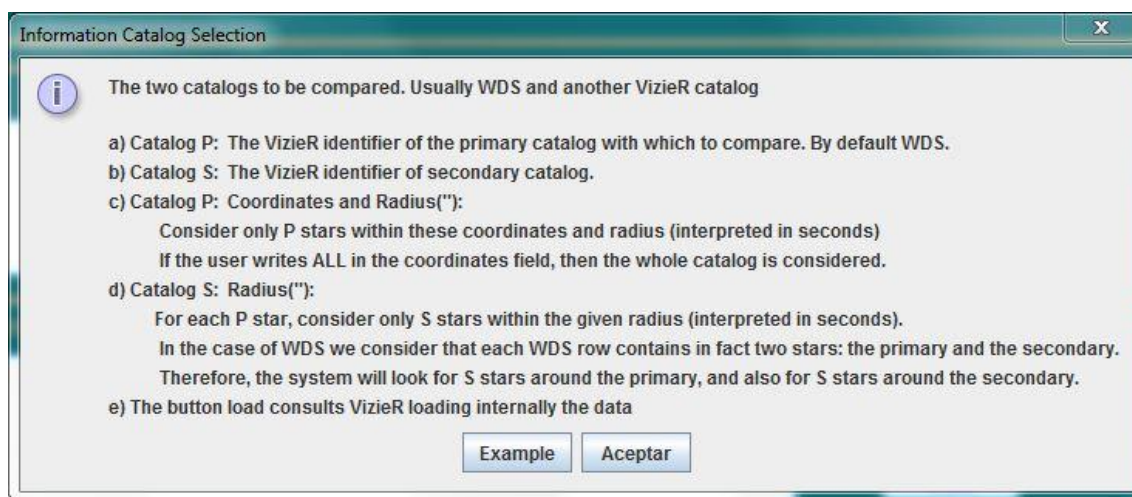 Information Catalog Selection
X
i
The two catalogs to be compared. Usually WDS and another VizieR catalog
a) Catalog P: The VizieR identifier of the primary catalog with which to compare. By default WDS.
b) Catalog S: The VizieR identifier of secondary catalog.
c) Catalog P: Coordinates and Radius("):
Consider only P stars within these coordinates and radius (interpreted in seconds)
If the user writes ALL in the coordinates field, then the whole catalog is considered.
d) Catalog S: Radius("):
For each P star, consider only S stars within the given radius (interpreted in seconds).
In the case of WDS we consider that each WDS row contains in fact two stars: the primary and the secondary.
Therefore, the system will look for S stars around the primary, and also for S stars around the secondary.
e) The button load consults VizieR loading internally the data
Example Aceptar